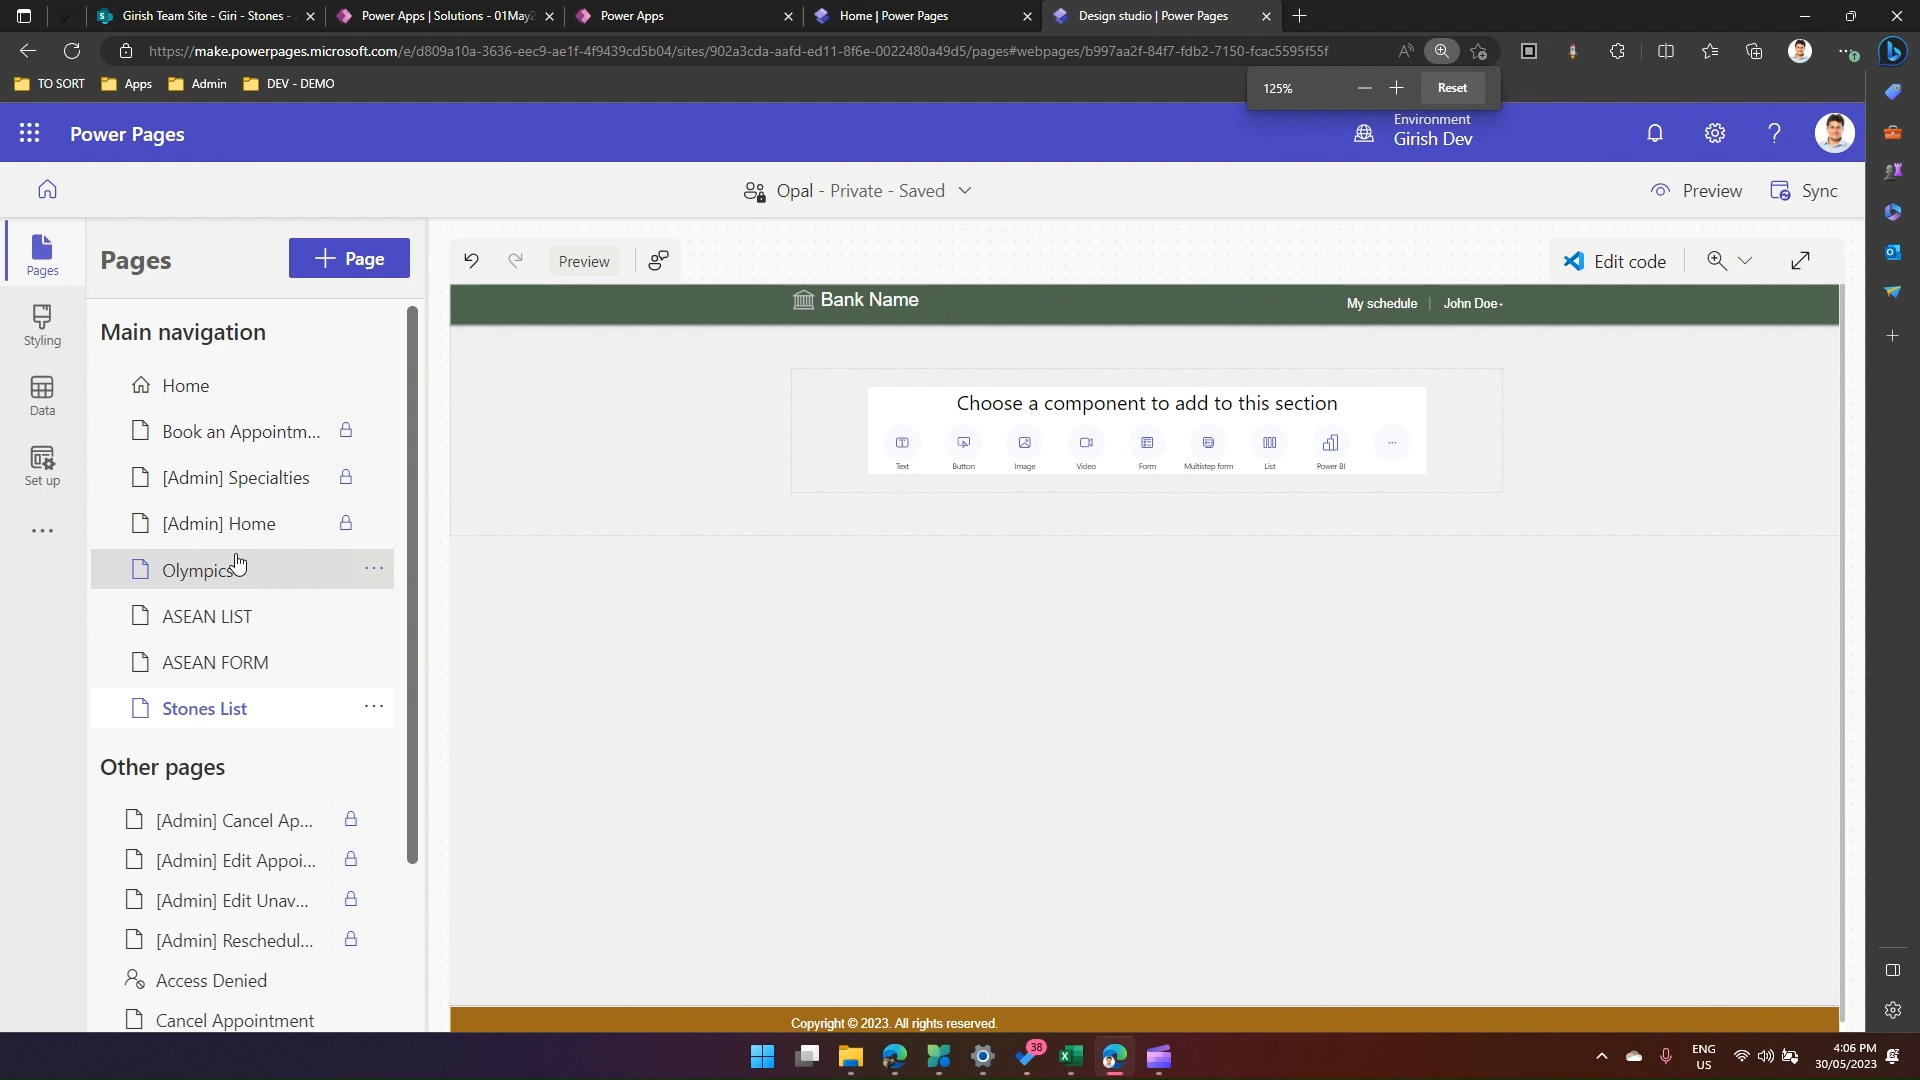 Girish Team Site - Giri - Stones -
Power Apps | Solutions - 01May2
Power Apps
Home | Power Pages
Design studio | Power Pages
https://make.powerpages.microsoft.com/e/d809a10a-3636-eec9-ae1f-4f9439cd5b04/sites/902a3cda-aafd-ed11-8f6e-0022480a49d5/pages#webpages/b997aa2f-84f7-fdb2-7150-fcac5595f55f
TO SORT
Apps
Admin
DEV - DEMO
125%
Reset
Power Pages
Environment
Girish Dev
Opal - Private - Saved
Preview
Sync
Pages
Styling
Data
Set up
Pages
Page
Main navigation
Home
Book an Appointm...
[Admin] Specialties
[Admin] Home
Olympics
ASEAN LIST
ASEAN FORM
Stones List
Other pages
[Admin] Cancel Ap...
[Admin] Edit Appoi...
[Admin] Edit Unav...
[Admin] Reschedul...
Access Denied
Cancel Appointment
Preview
Edit code
Bank Name
My schedule
John Doe
Choose a component to add to this section
Text
Button
Image
Video
Form
Multistep form
List
Power BI
Copyright © 2023. All rights reserved.
38
ENG
US
4:06 PM
30/05/2023